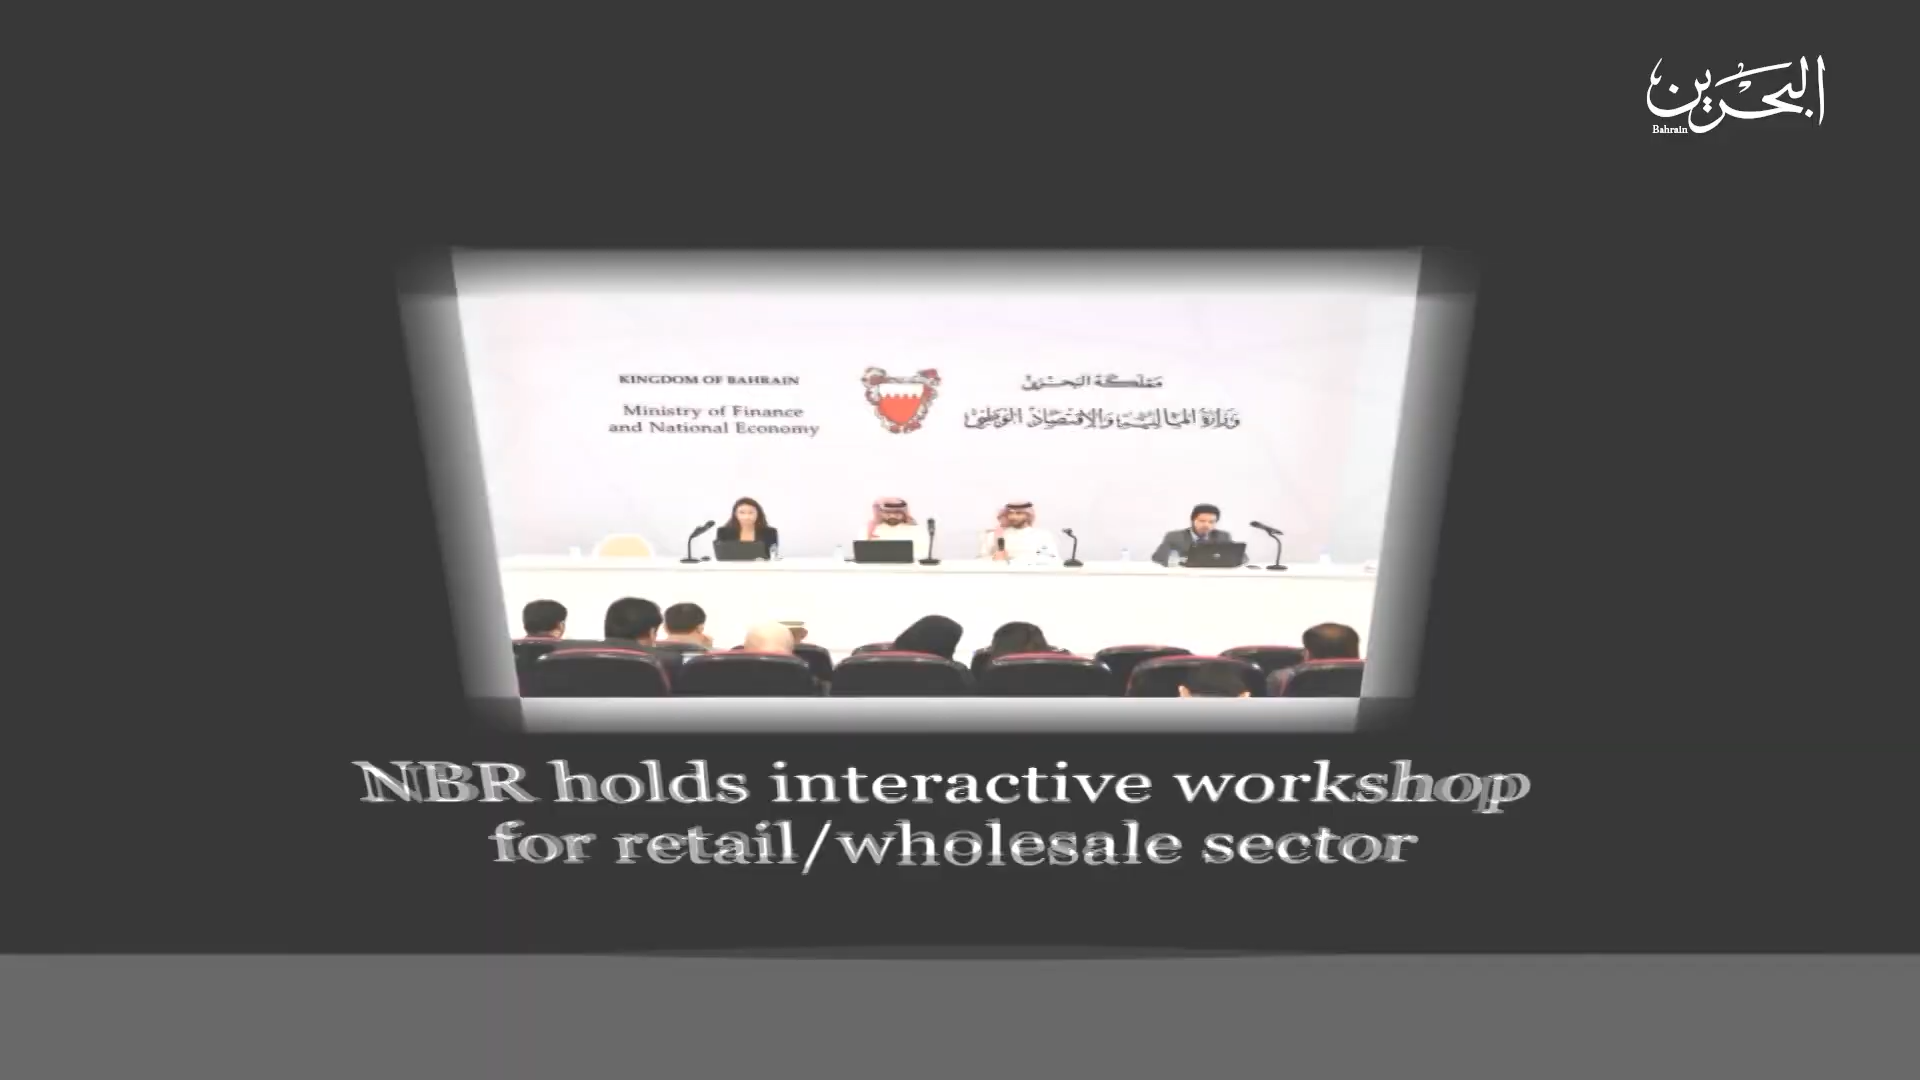 البحرين
Bahrain
KINGDOM OF BAHRAIN
Ministry of Finance
and National Economy
مملكة البحرين
وزارة المالية والاقتصاد الوطني
NBR holds interactive workshop
for retail/wholesale sector